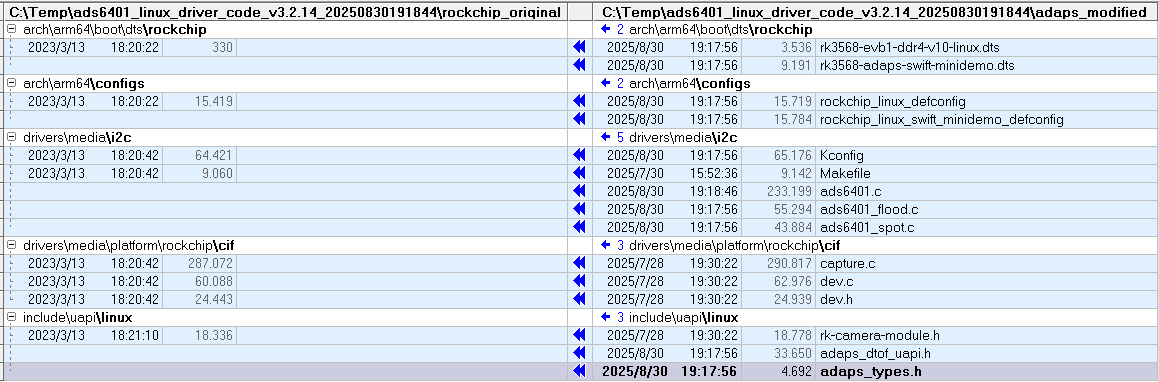 C:\Temp\ads6401_linux_driver_code_v3.2.14_20250830191844\rockchip_original C:\Temp\ads6401_linux_driver_code_v3.2.14_20250830191844\adaps_modified
arch\arm64\boot\dts\rockchip 2 arch\arm64\boot\dts\rockchip
2023/3/13 18:20:22 330 2025/8/30 19:17:56 3.536 rk3568-evb1-ddr4-v10-linux.dts
2025/8/30 19:17:56 9.191 rk3568-adaps-swift-minidemo.dts
arch\arm64\configs 2 arch\arm64\configs
2023/3/13 18:20:22 15.419 2025/8/30 19:17:56 15.719 rockchip_linux_defconfig
2025/8/30 19:17:56 15.784 rockchip_linux_swift_minidemo_defconfig
drivers\media\i2c 5 drivers\media\i2c
2023/3/13 18:20:42 64.421 2025/8/30 19:17:56 65.176 Kconfig
2023/3/13 18:20:42 9.060 2025/7/30 15:52:36 9.142 Makefile
2025/8/30 19:18:46 233.199 ads6401.c
2025/8/30 19:17:56 55.294 ads6401_flood.c
2025/8/30 19:17:56 43.884 ads6401_spot.c
drivers\media\platform\rockchip\cif 3 drivers\media\platform\rockchip\cif
2023/3/13 18:20:42 287.072 2025/7/28 19:30:22 290.817 capture.c
2023/3/13 18:20:42 60.088 2025/7/28 19:30:22 62.976 dev.c
2023/3/13 18:20:42 24.443 2025/7/28 19:30:22 24.939 dev.h
include\uapi\linux 3 include\uapi\linux
2023/3/13 18:21:10 18.336 2025/7/28 19:30:22 18.778 rk-camera-module.h
2025/8/30 19:17:56 33.650 adaps_dtof_uapi.h
2025/8/30 19:17:56 4.692 adaps_types.h